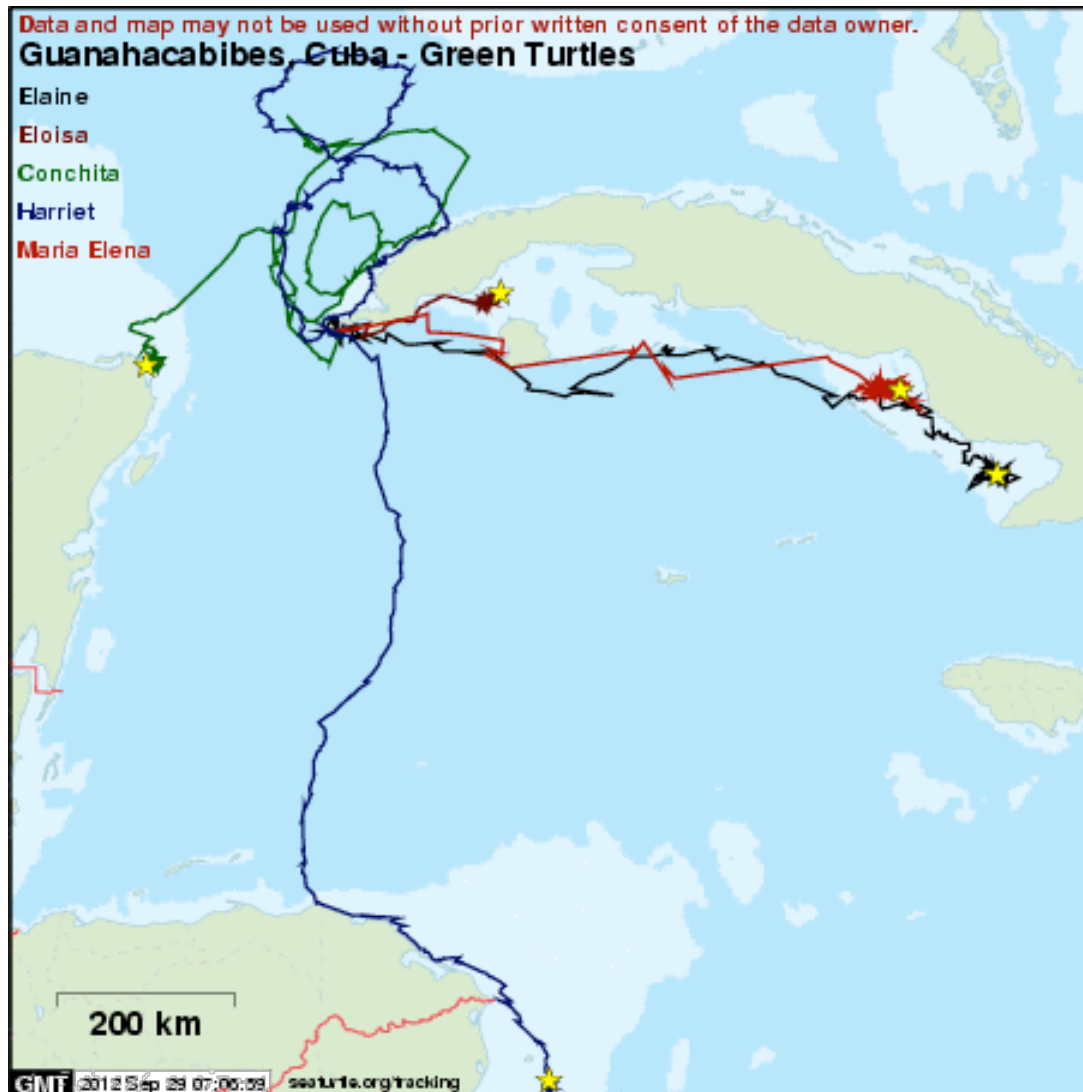 Data and map may not be used without prior written consent of the data owner.
Guanahacabibes, Cuba - Green Turtles
Elaine
Eloisa
Conchita
Harriet
Maria Elena
200 km
GMT 2012 Sep 29 07:06:59 seaturtle.org/tracking